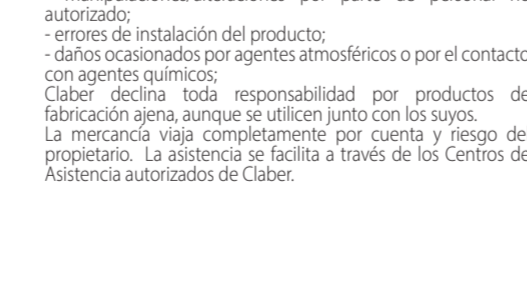 autorizado;
- errores de instalación del producto;
- daños ocasionados por agentes atmosféricos o por el contacto
con agentes químicos;
Claber declina toda responsabilidad por productos de
fabricación ajena, aunque se utilicen junto con los suyos.
La mercancía viaja completamente por cuenta y riesgo del
propietario. La asistencia se facilita a través de los Centros de
Asistencia autorizados de Claber.